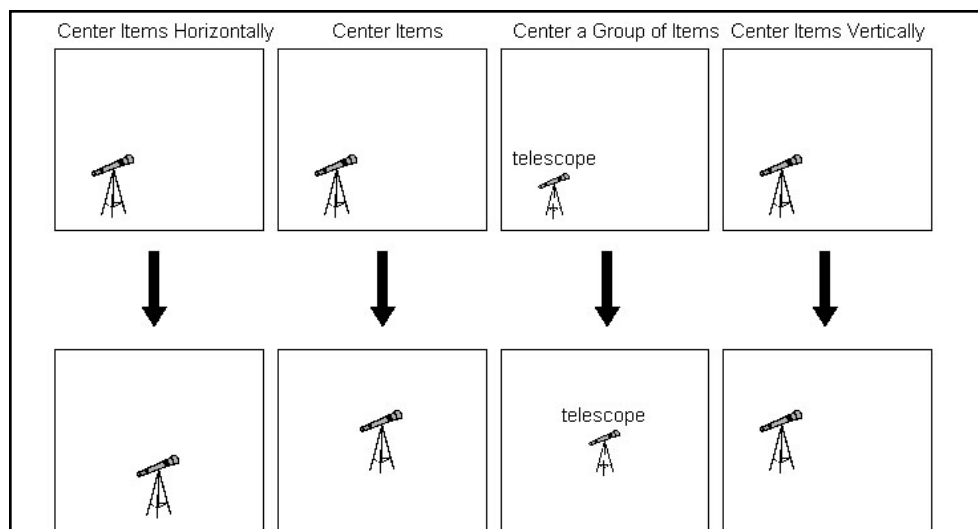 Center Items Horizontally
Center Items
Center a Group of Items
Center Items Vertically
telescope
telescope